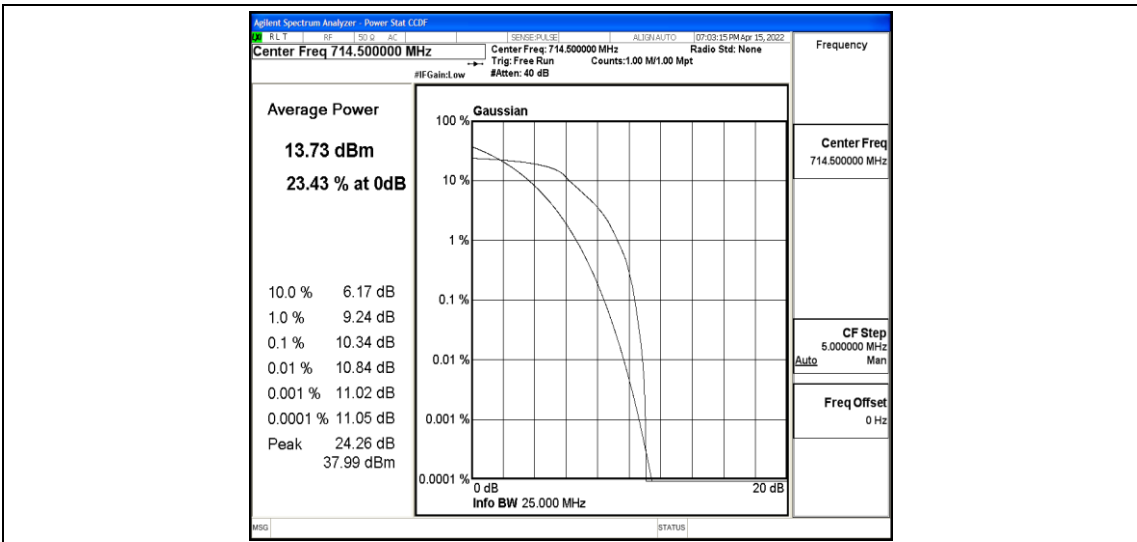 Agilent Spectrum Analyzer - Power Stat CCDF
LXI RL T RF 50 Ω AC SENSE:PULSE ALIGN AUTO 07:03:15 PM Apr 15, 2022
Center Freq 714.500000 MHz
Center Freq: 714.500000 MHz Radio Std: None
Trig: Free Run Counts:1.00 M/1.00 Mpt
#IFGain:Low #Atten: 40 dB
Average Power
13.73 dBm
23.43 % at 0dB
10.0 % 6.17 dB
1.0 % 9.24 dB
0.1 % 10.34 dB
0.01 % 10.84 dB
0.001 % 11.02 dB
0.0001 % 11.05 dB
Peak 24.26 dB
37.99 dBm
Gaussian
100 %
10 %
1 %
0.1 %
0.01 %
0.001 %
0.0001 %
0 dB 20 dB
Info BW 25.000 MHz
Frequency
Center Freq
714.500000 MHz
CF Step
5.000000 MHz
Auto Man
Freq Offset
0 Hz
MSG STATUS